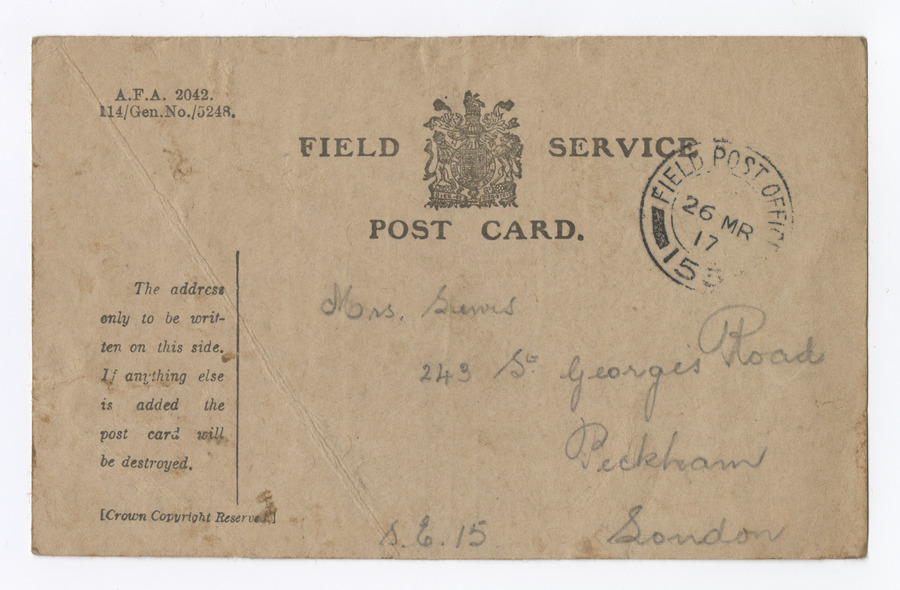 A.F.A. 2042.
114/Gen.No./5248.
FIELD SERVICE
POST CARD.
FIELD POST OFFICE
26 MR
17
The address
only to be writ-
ten on this side.
If anything else
is added the
post card will
be destroyed.
[Crown Copyright Reserved.]
Mrs. Lewis
243 St Georges Road
Peckham
S.E. 15 London